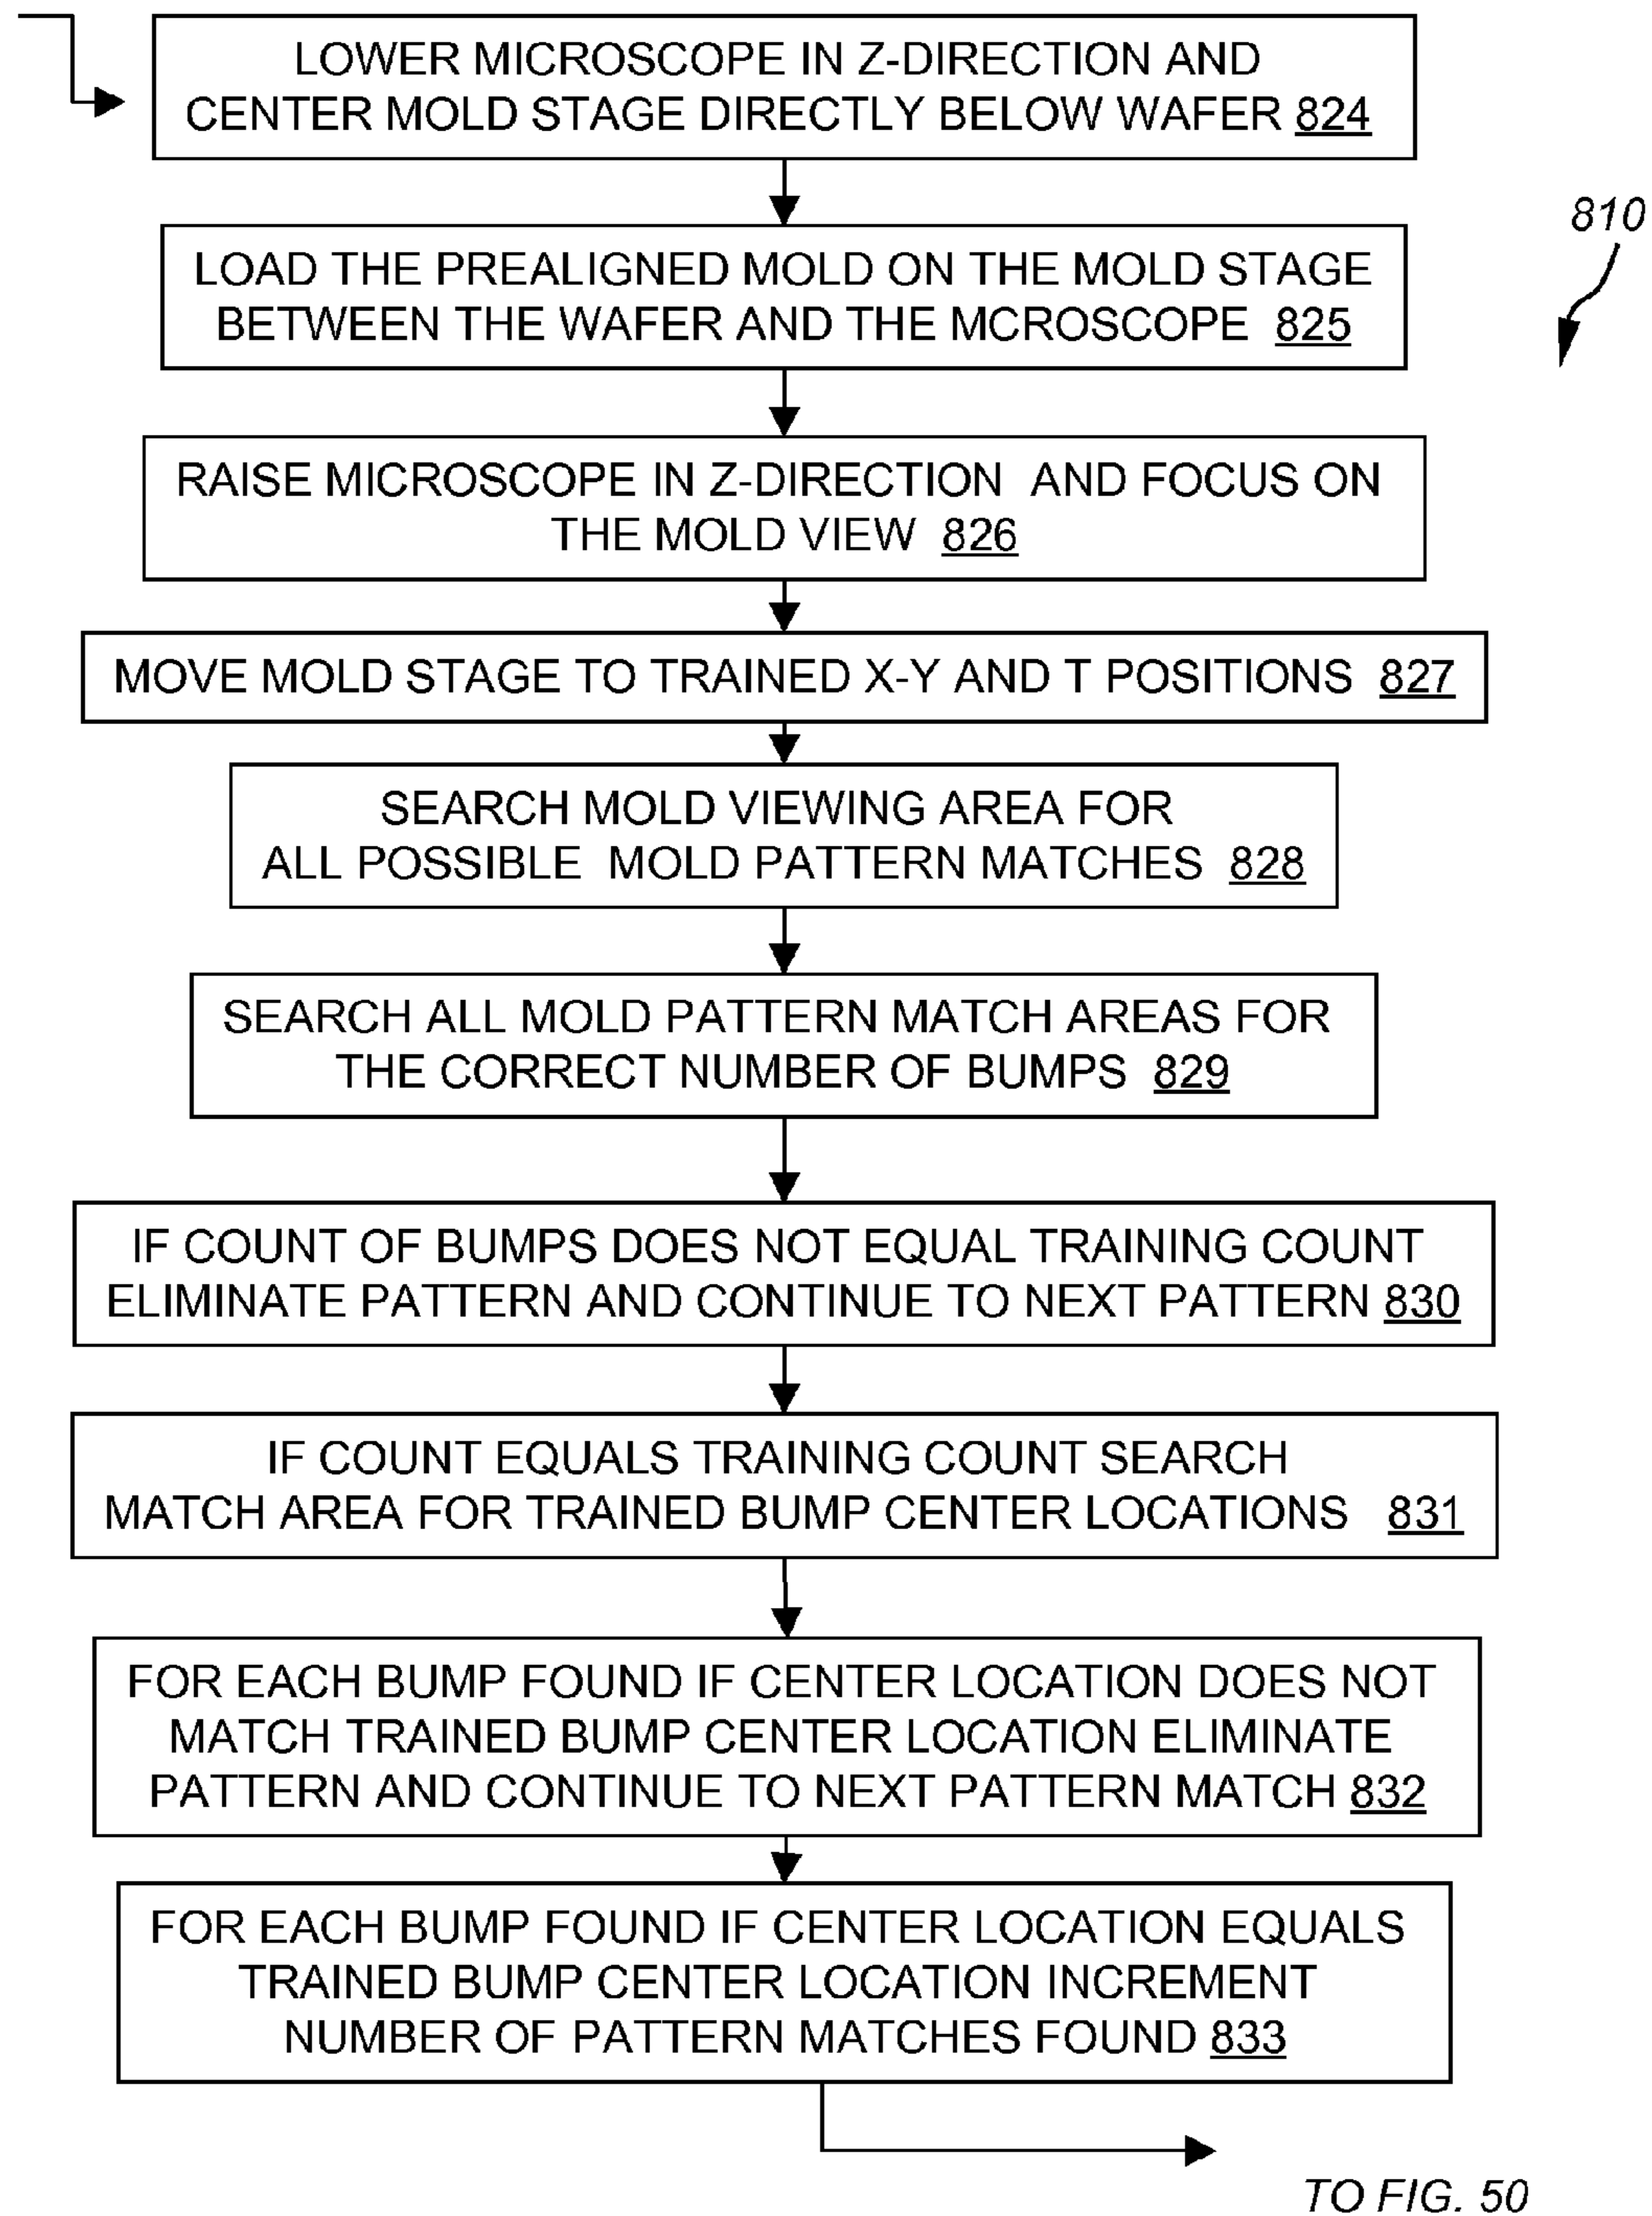 LOWER MICROSCOPE IN Z-DIRECTION AND
CENTER MOLD STAGE DIRECTLY BELOW WAFER 824
810
LOAD THE PREALIGNED MOLD ON THE MOLD STAGE
BETWEEN THE WAFER AND THE MCROSCOPE 825
RAISE MICROSCOPE IN Z-DIRECTION AND FOCUS ON
THE MOLD VIEW 826
MOVE MOLD STAGE TO TRAINED X-Y AND T POSITIONS 827
SEARCH MOLD VIEWING AREA FOR
ALL POSSIBLE MOLD PATTERN MATCHES 828
SEARCH ALL MOLD PATTERN MATCH AREAS FOR
THE CORRECT NUMBER OF BUMPS 829
IF COUNT OF BUMPS DOES NOT EQUAL TRAINING COUNT
ELIMINATE PATTERN AND CONTINUE TO NEXT PATTERN 830
IF COUNT EQUALS TRAINING COUNT SEARCH
MATCH AREA FOR TRAINED BUMP CENTER LOCATIONS 831
FOR EACH BUMP FOUND IF CENTER LOCATION DOES NOT
MATCH TRAINED BUMP CENTER LOCATION ELIMINATE
PATTERN AND CONTINUE TO NEXT PATTERN MATCH 832
FOR EACH BUMP FOUND IF CENTER LOCATION EQUALS
TRAINED BUMP CENTER LOCATION INCREMENT
NUMBER OF PATTERN MATCHES FOUND 833
TO FIG. 50